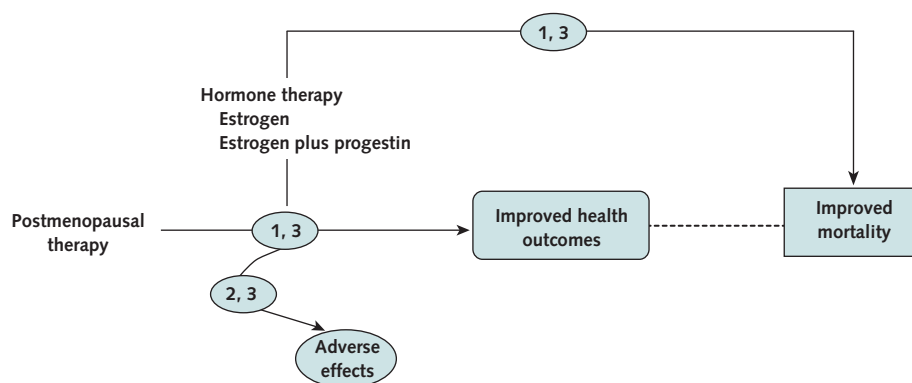 1, 3
Hormone therapy
Estrogen
Estrogen plus progestin
Postmenopausal
therapy
1, 3
Improved health
outcomes
Improved
mortality
2, 3
Adverse
effects